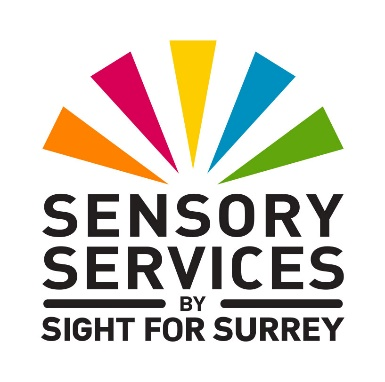 SENSORY
SERVICES
BY
SIGHT FOR SURREY